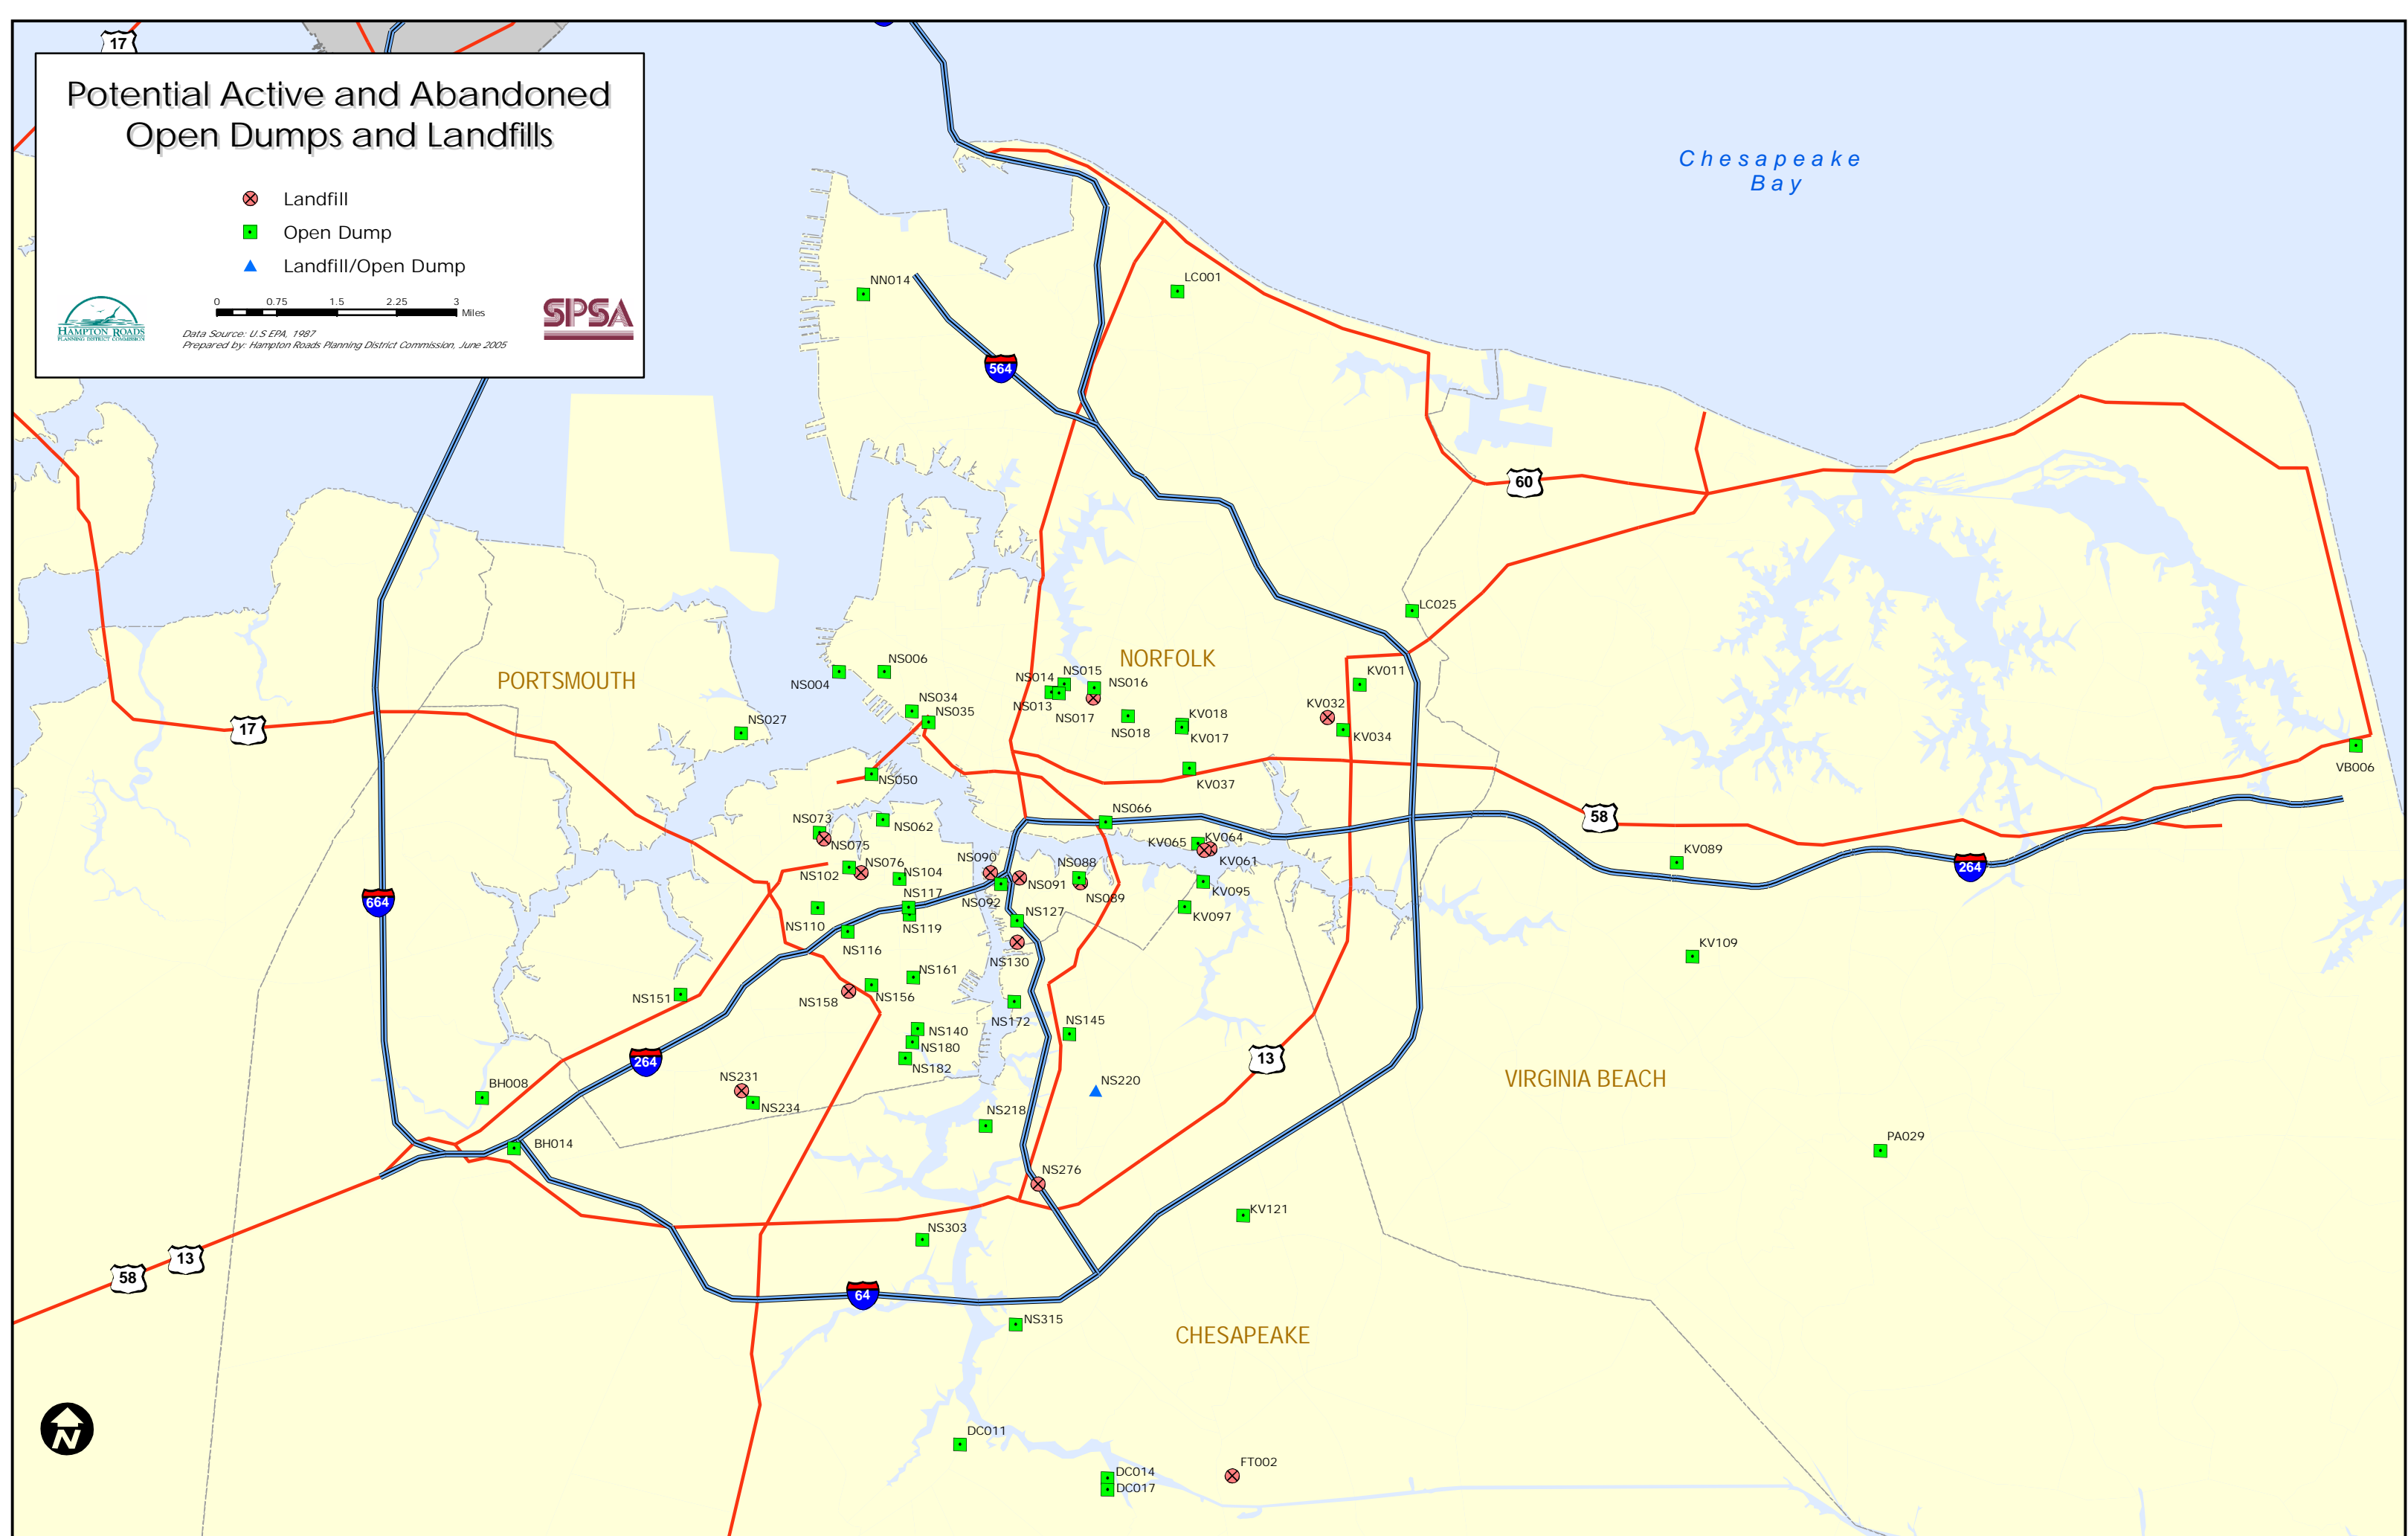 17
Potential Active and Abandoned
Open Dumps and Landfills
Landfill
Open Dump
Landfill/Open Dump
0 0.75 1.5 2.25 3
Miles
HAMPTON ROADS
PLANNING DISTRICT COMMISSION
Data Source: U.S EPA, 1987
Prepared by: Hampton Roads Planning District Commission, June 2005
SPSA
Chesapeake
Bay
NN014
LC001
564
60
LC025
NORFOLK
PORTSMOUTH
NS006
NS004
NS034
NS035
NS027
NS014
NS015
NS016
NS013
NS017
NS018
KV018
KV017
KV011
KV032
KV034
17
NS050
KV037
VB006
NS073
NS062
NS066
58
NS075
KV065
KV064
KV061
NS076
NS102
NS104
NS090
NS088
NS091
NS089
KV089
264
KV095
664
NS117
NS092
NS127
KV097
NS110
NS119
NS116
NS130
KV109
NS161
NS151
NS158
NS156
NS172
NS145
NS140
NS180
NS182
264
13
BH008
NS231
NS234
NS220
VIRGINIA BEACH
NS218
BH014
PA029
NS276
KV121
NS303
13
58
64
NS315
CHESAPEAKE
N
DC011
DC014
DC017
FT002